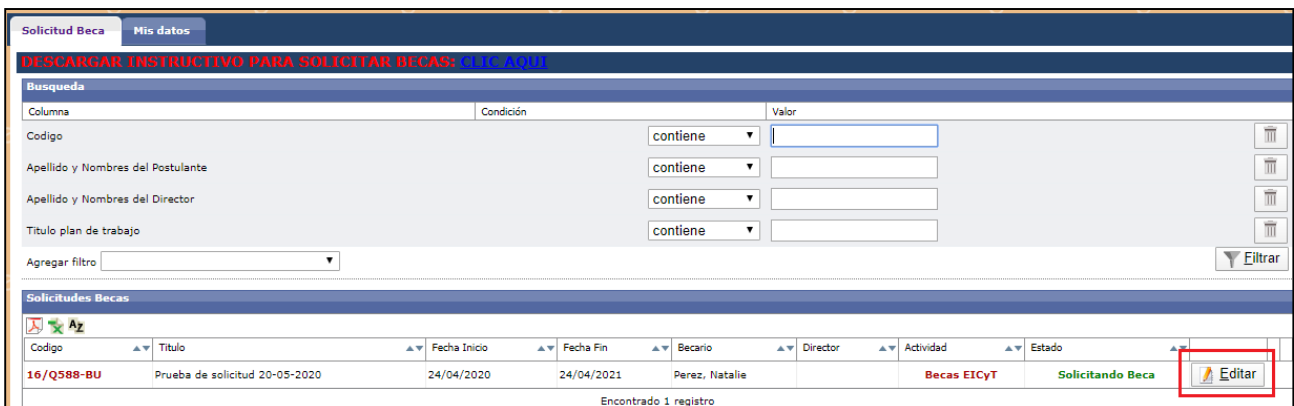 Solicitud Beca Mis datos
DESCARGAR INSTRUCTIVO PARA SOLICITAR BECAS: CLIC AQUI
Busqueda
Columna Condición Valor
Codigo contiene
Apellido y Nombres del Postulante contiene
Apellido y Nombres del Director contiene
Titulo plan de trabajo contiene
Agregar filtro Filtrar
Solicitudes Becas
AZ
Codigo Titulo Fecha Inicio Fecha Fin Becario Director Actividad Estado
16/Q588-BU Prueba de solicitud 20-05-2020 24/04/2020 24/04/2021 Perez, Natalie Becas EICyT Solicitando Beca Editar
Encontrado 1 registro